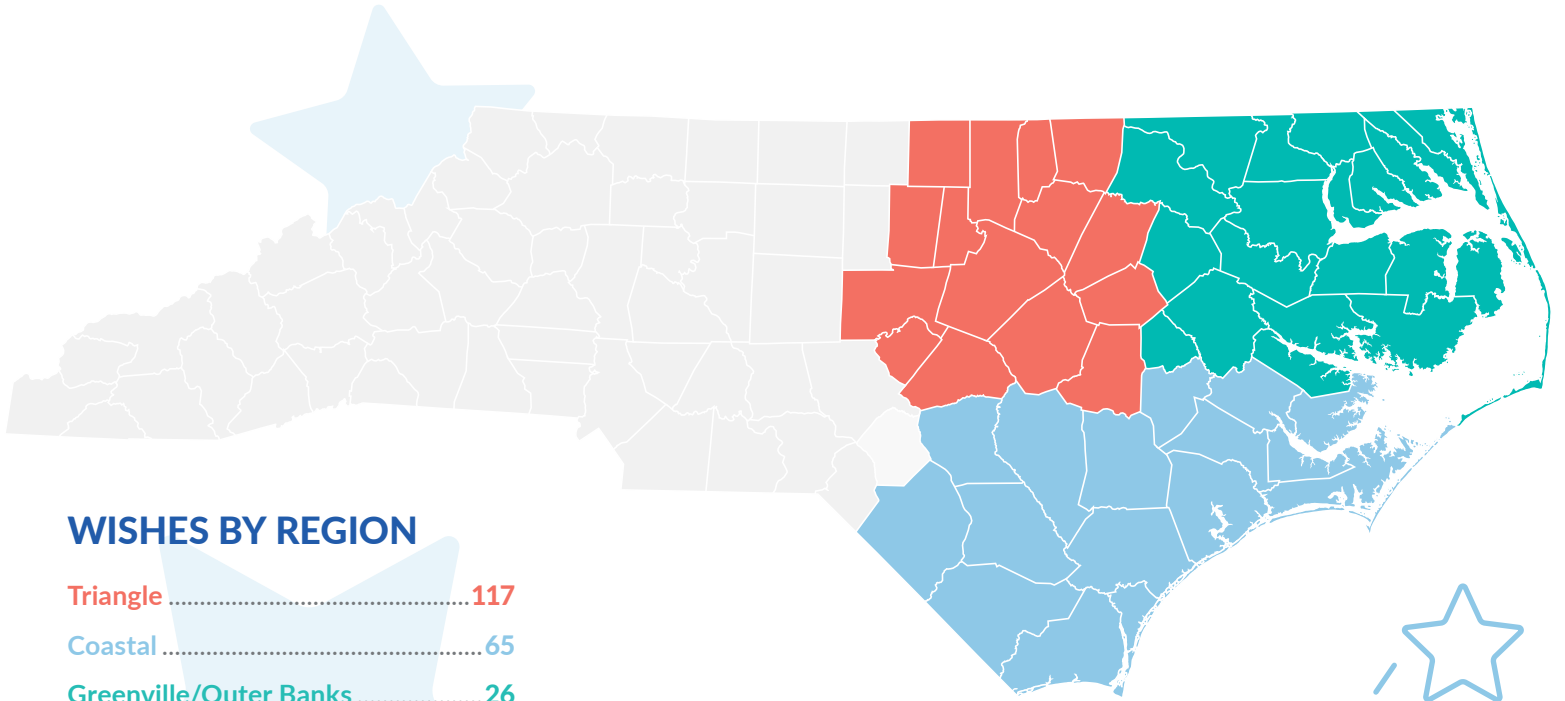 WISHES BY REGION
Triangle ........................................ 117
Coastal ........................................... 65
Greenville/Outer Banks ................. 26